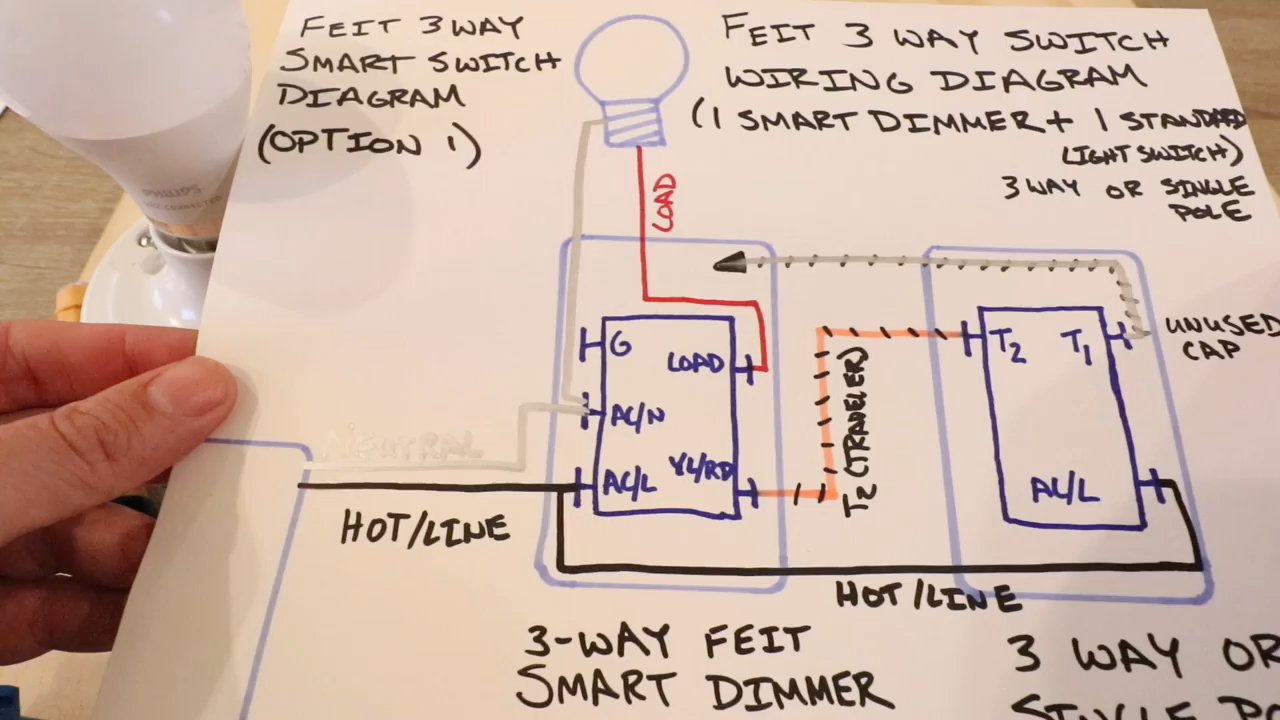 FEIT 3 WAY
SMART SWITCH
DIAGRAM
(OPTION 1)
FEIT 3 WAY SWITCH
WIRING DIAGRAM
(1 SMART DIMMER + 1 STANDARD
LIGHT SWITCH)
3 WAY OR SINGLE
POLE
PHILIPS
LOAD
G
LOAD
AC/N
YL/RD
AC/L
T2 (TRAVELER)
T2 T1
AC/L
UNUSED
CAP
NEUTRAL
HOT/LINE
HOT/LINE
3-WAY FEIT
SMART DIMMER
3 WAY OR